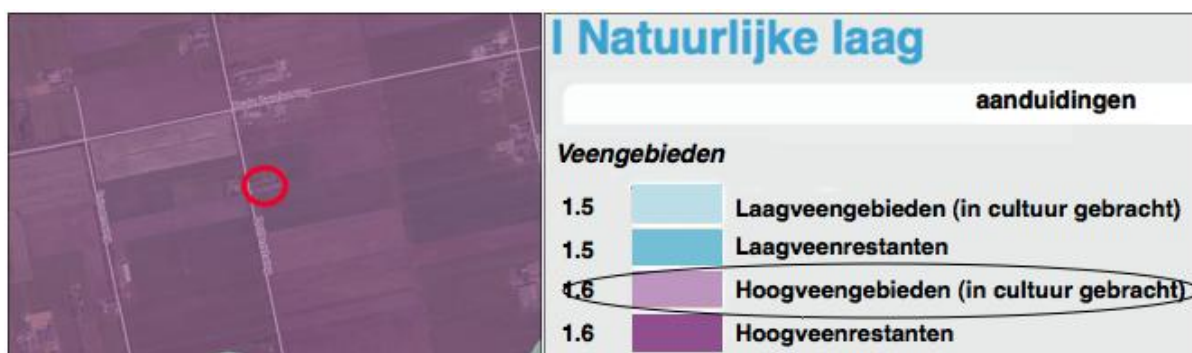 I Natuurlijke laag
aanduidingen
Veengebieden
1.5 Laagveengebieden (in cultuur gebracht)
1.5 Laagveenrestanten
1.6 Hoogveengebieden (in cultuur gebracht)
1.6 Hoogveenrestanten